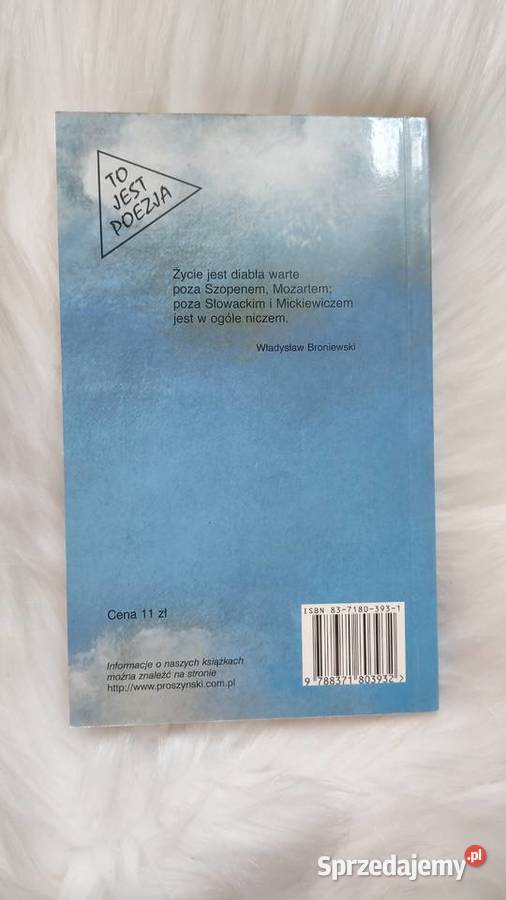 TO
JEST
POEZJA
Życie jest diabła warte
poza Szopenem, Mozartem;
poza Słowackim i Mickiewiczem
jest w ogóle niczem.
Władysław Broniewski
Cena 11 zł
Informacje o naszych książkach
można znaleźć na stronie
http://www.proszynski.com.pl
ISBN 83-7180-393-1
9 788371 803932 >
Sprzedajemy.pl